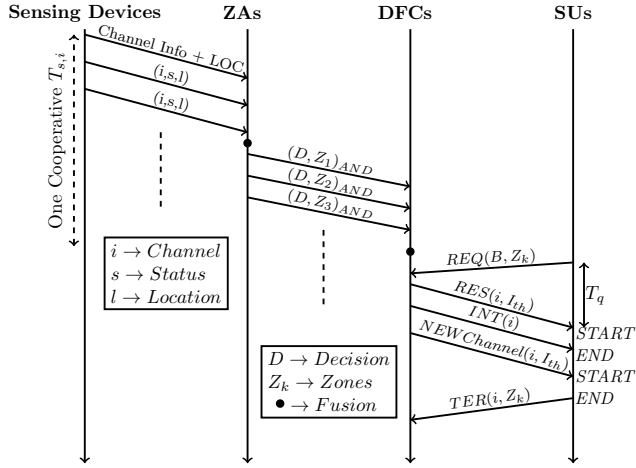 Sensing Devices ZAs DFCs SUs
One Cooperative T_{s,i}
Channel Info + LOC
(i,s,l)
(i,s,l)
(D, Z_1)_{AND}
(D, Z_2)_{AND}
(D, Z_3)_{AND}
i → Channel
s → Status
l → Location
REQ(B, Z_k)
T_q
RES(i, I_{th})
START
INT(i)
END
NEWChannel(i, I_{th})
START
D → Decision
Z_k → Zones
● → Fusion
TER(i, Z_k)
END